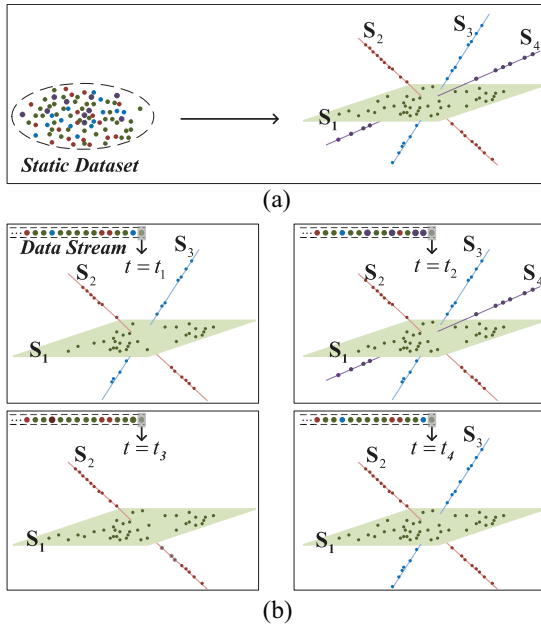 S2 S3 S4
S1
Static Dataset
(a)
... Data Stream
t = t1
S2 S3
S1
...
t = t2
S2 S3 S4
S1
...
t = t3
S2
S1
...
t = t4
S2 S3
S1
(b)